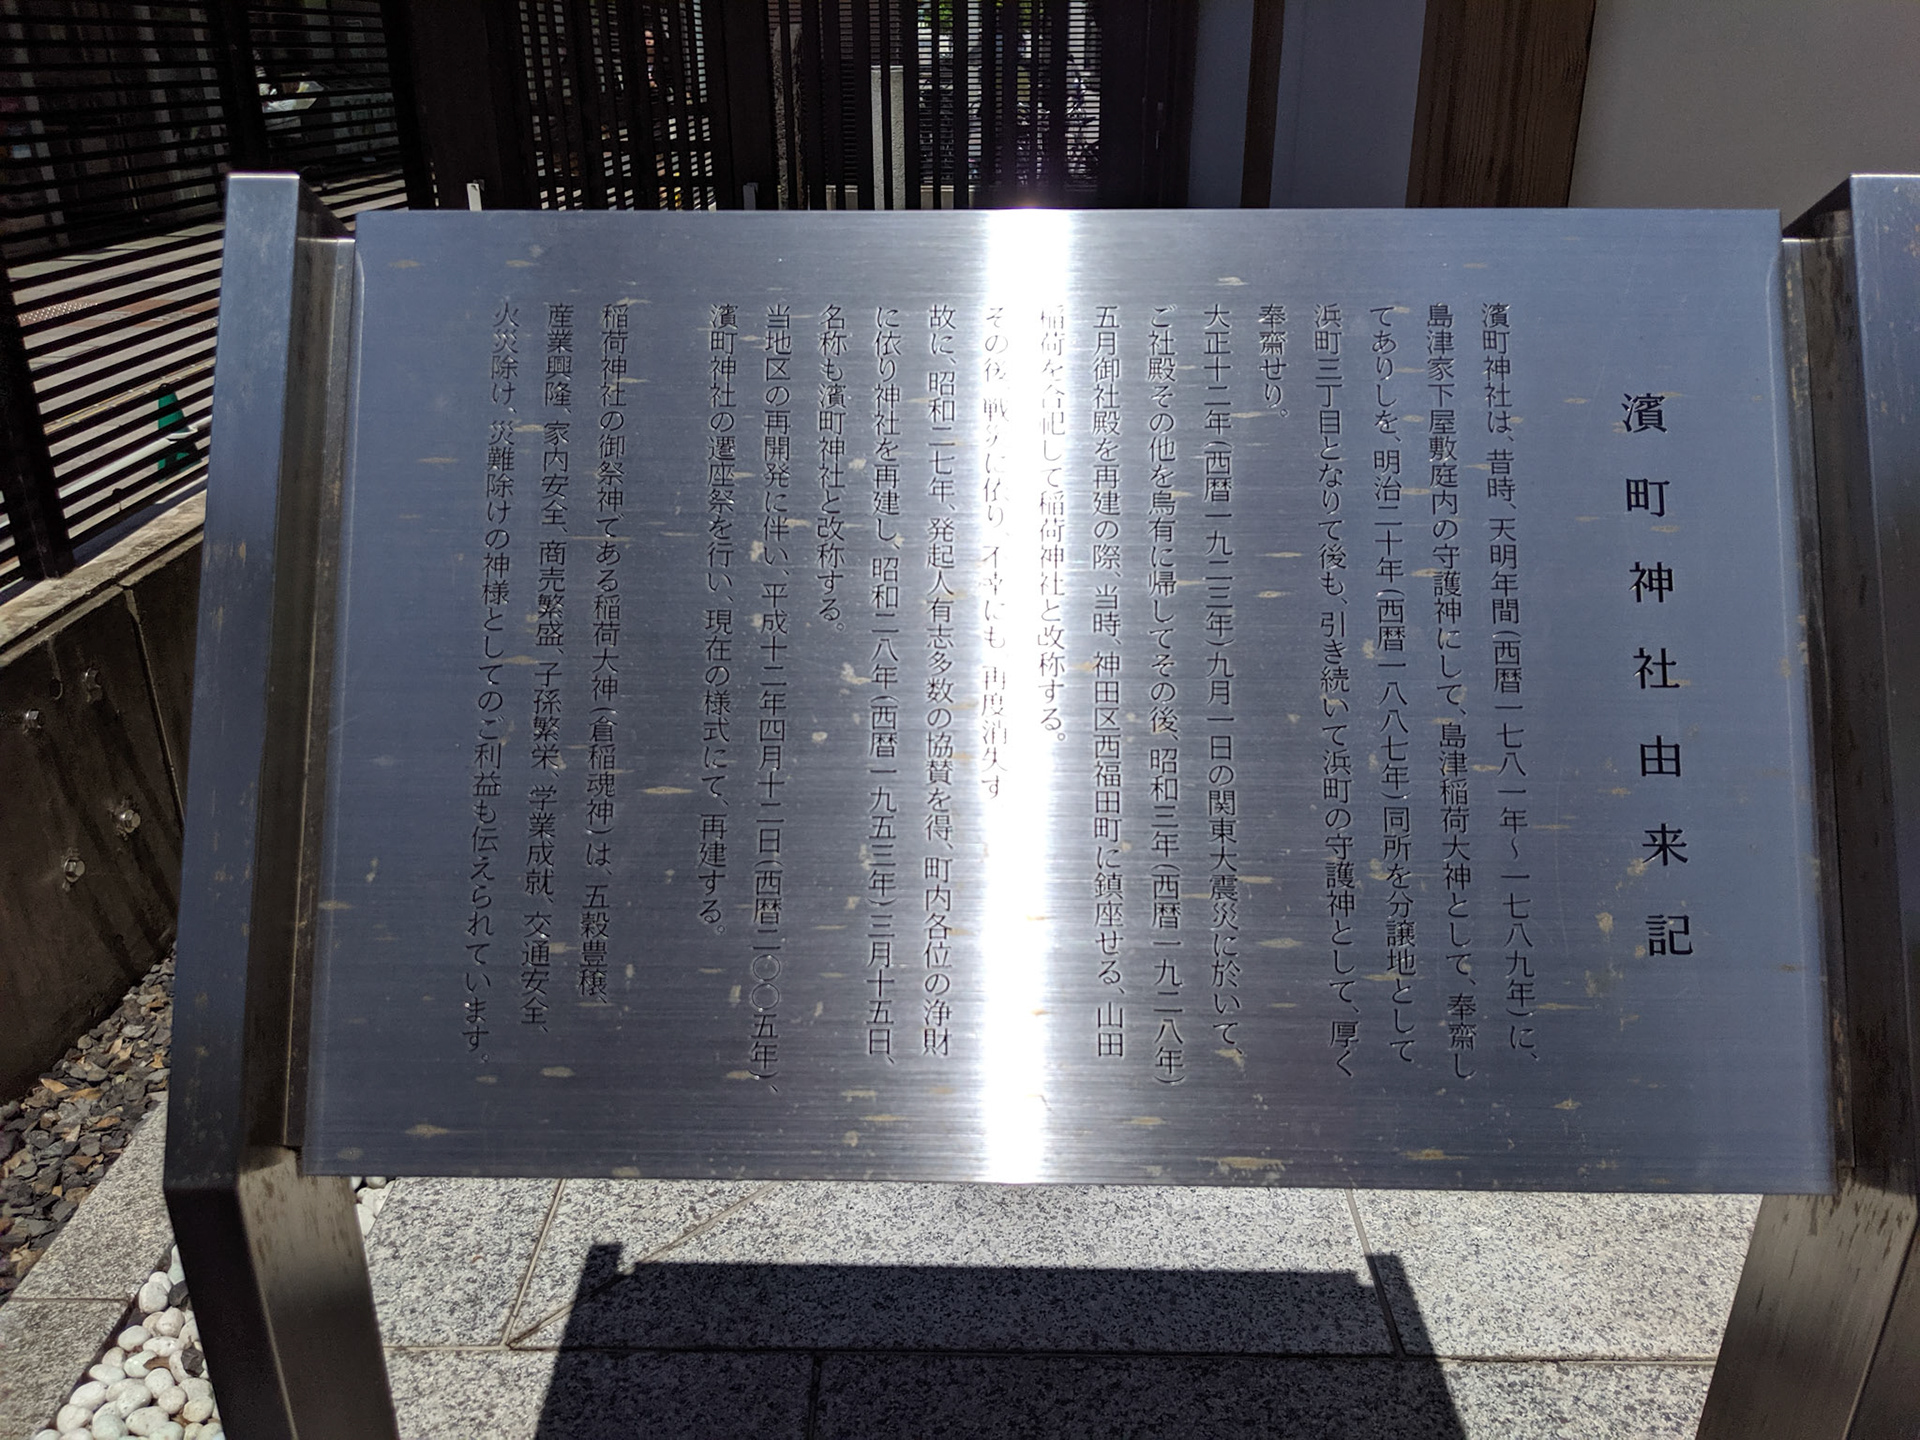 濱町神社由来記
濱町神社は、昔時、天明年間(西暦一七八一年～一七八九年)に、
島津家下屋敷庭内の守護神にして、島津稲荷大神として、奉齋し
てありしを、明治二十年(西暦一八八七年)同所を分譲地として
浜町三丁目となりて後も、引き続いて浜町の守護神として、厚く
奉齋せり。
大正十二年(西暦一九二三年)九月一日の関東大震災に於いて、
ご社殿その他を烏有に帰してその後、昭和三年(西暦一九二八年)
五月御社殿を再建の際、当時、神田区西福田町に鎮座せる、山田
稲荷を合祀して稲荷神社と改称する。
その後、戦災に依り、不幸にも、再度消失す
故に、昭和二七年、発起人有志多数の協賛を得、町内各位の浄財
に依り神社を再建し、昭和二八年(西暦一九五三年)三月十五日、
名称も濱町神社と改称する。
当地区の再開発に伴い、平成十二年四月十二日(西暦二〇〇五年)、
濱町神社の遷座祭を行い、現在の様式にて、再建する。
稲荷神社の御祭神である稲荷大神(倉稲魂神)は、五穀豊穣、
産業興隆、家内安全、商売繁盛、子孫繁栄、学業成就、交通安全、
火災除け、災難除けの神様としてのご利益も伝えられています。